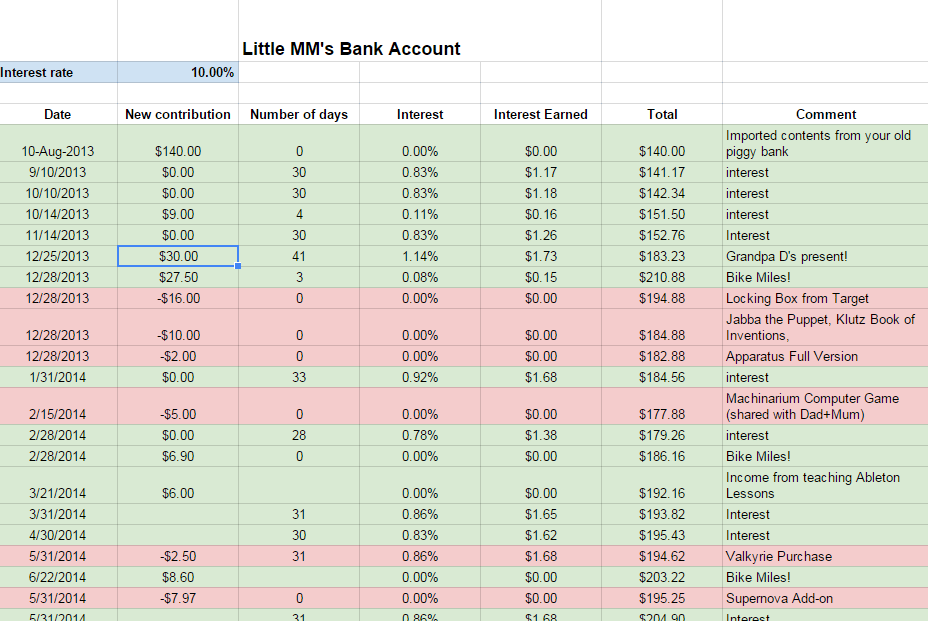 Little MM's Bank Account
Interest rate 10.00%
Date New contribution Number of days Interest Interest Earned Total Comment
10-Aug-2013 $140.00 0 0.00% $0.00 $140.00 Imported contents from your old
piggy bank
9/10/2013 $0.00 30 0.83% $1.17 $141.17 interest
10/10/2013 $0.00 30 0.83% $1.18 $142.34 interest
10/14/2013 $9.00 4 0.11% $0.16 $151.50 interest
11/14/2013 $0.00 30 0.83% $1.26 $152.76 Interest
12/25/2013 $30.00 41 1.14% $1.73 $183.23 Grandpa D's present!
12/28/2013 $27.50 3 0.08% $0.15 $210.88 Bike Miles!
12/28/2013 -$16.00 0 0.00% $0.00 $194.88 Locking Box from Target
12/28/2013 -$10.00 0 0.00% $0.00 $184.88 Jabba the Puppet, Klutz Book of
Inventions,
12/28/2013 -$2.00 0 0.00% $0.00 $182.88 Apparatus Full Version
1/31/2014 $0.00 33 0.92% $1.68 $184.56 interest
2/15/2014 -$5.00 0 0.00% $0.00 $177.88 Machinarium Computer Game
(shared with Dad+Mum)
2/28/2014 $0.00 28 0.78% $1.38 $179.26 interest
2/28/2014 $6.90 0 0.00% $0.00 $186.16 Bike Miles!
3/21/2014 $6.00 0.00% $0.00 $192.16 Income from teaching Ableton
Lessons
3/31/2014 31 0.86% $1.65 $193.82 Interest
4/30/2014 30 0.83% $1.62 $195.43 Interest
5/31/2014 -$2.50 31 0.86% $1.68 $194.62 Valkyrie Purchase
6/22/2014 $8.60 0.00% $0.00 $203.22 Bike Miles!
5/31/2014 -$7.97 0 0.00% $0.00 $195.25 Supernova Add-on
5/31/2014 31 0.86% $1.68 $204.90 Interest